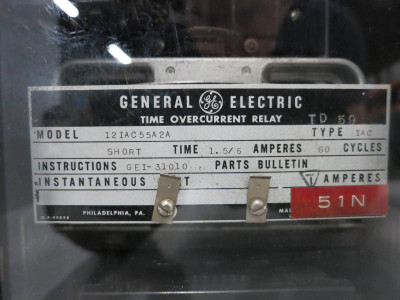 GENERAL GE ELECTRIC
TIME OVERCURRENT RELAY TD 59
MODEL 12IAC55A2A TYPE IAC
SHORT TIME 1.5/6 AMPERES 60 CYCLES
INSTRUCTIONS GEI-31010 PARTS BULLETIN
INSTANTANEOUS AMPERES
51N
PHILADELPHIA, PA.